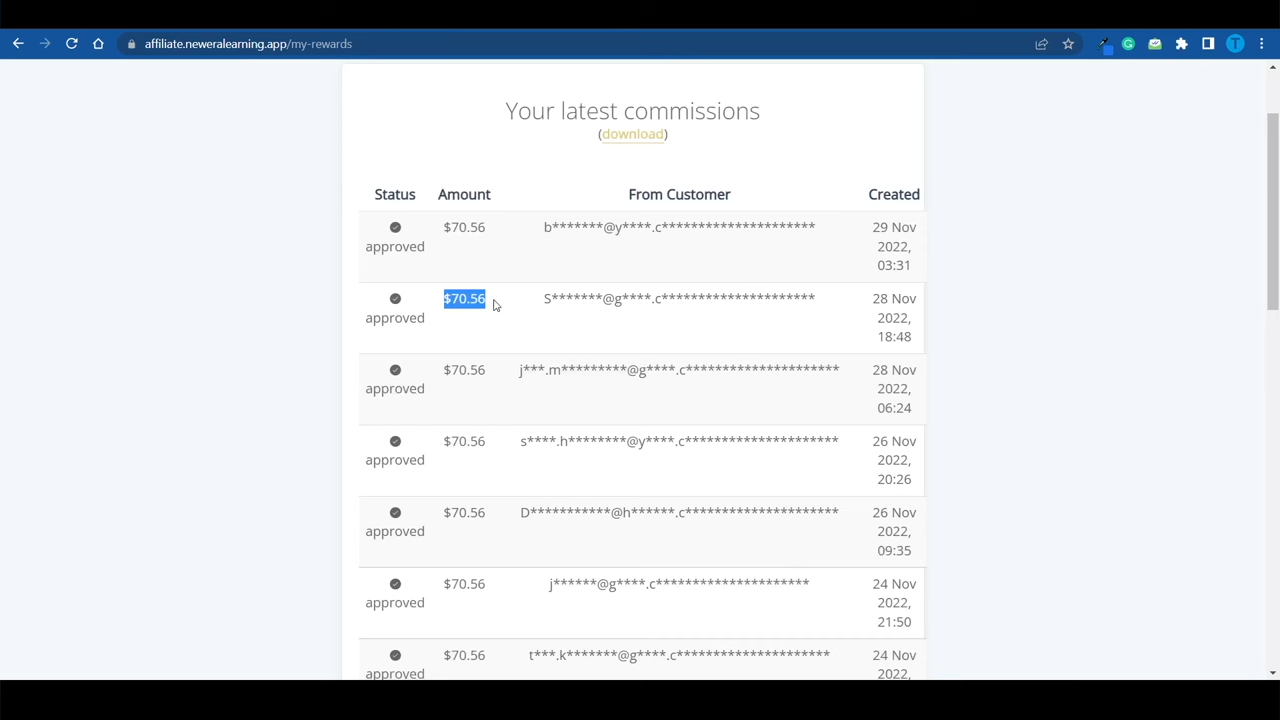 affiliate.neweralearning.app/my-rewards
T
Your latest commissions
(download)
Status Amount From Customer Created
$70.56 b*******@y****.c********************* 29 Nov
approved 2022,
03:31
$70.56 S*******@g****.c********************* 28 Nov
approved 2022,
18:48
$70.56 j***.m*********@g****.c********************* 28 Nov
approved 2022,
06:24
$70.56 s****.h********@y****.c********************* 26 Nov
approved 2022,
20:26
$70.56 D***********@h******.c********************* 26 Nov
approved 2022,
09:35
$70.56 j******@g****.c********************* 24 Nov
approved 2022,
21:50
$70.56 t***.k*******@g****.c********************* 24 Nov
approved 2022,